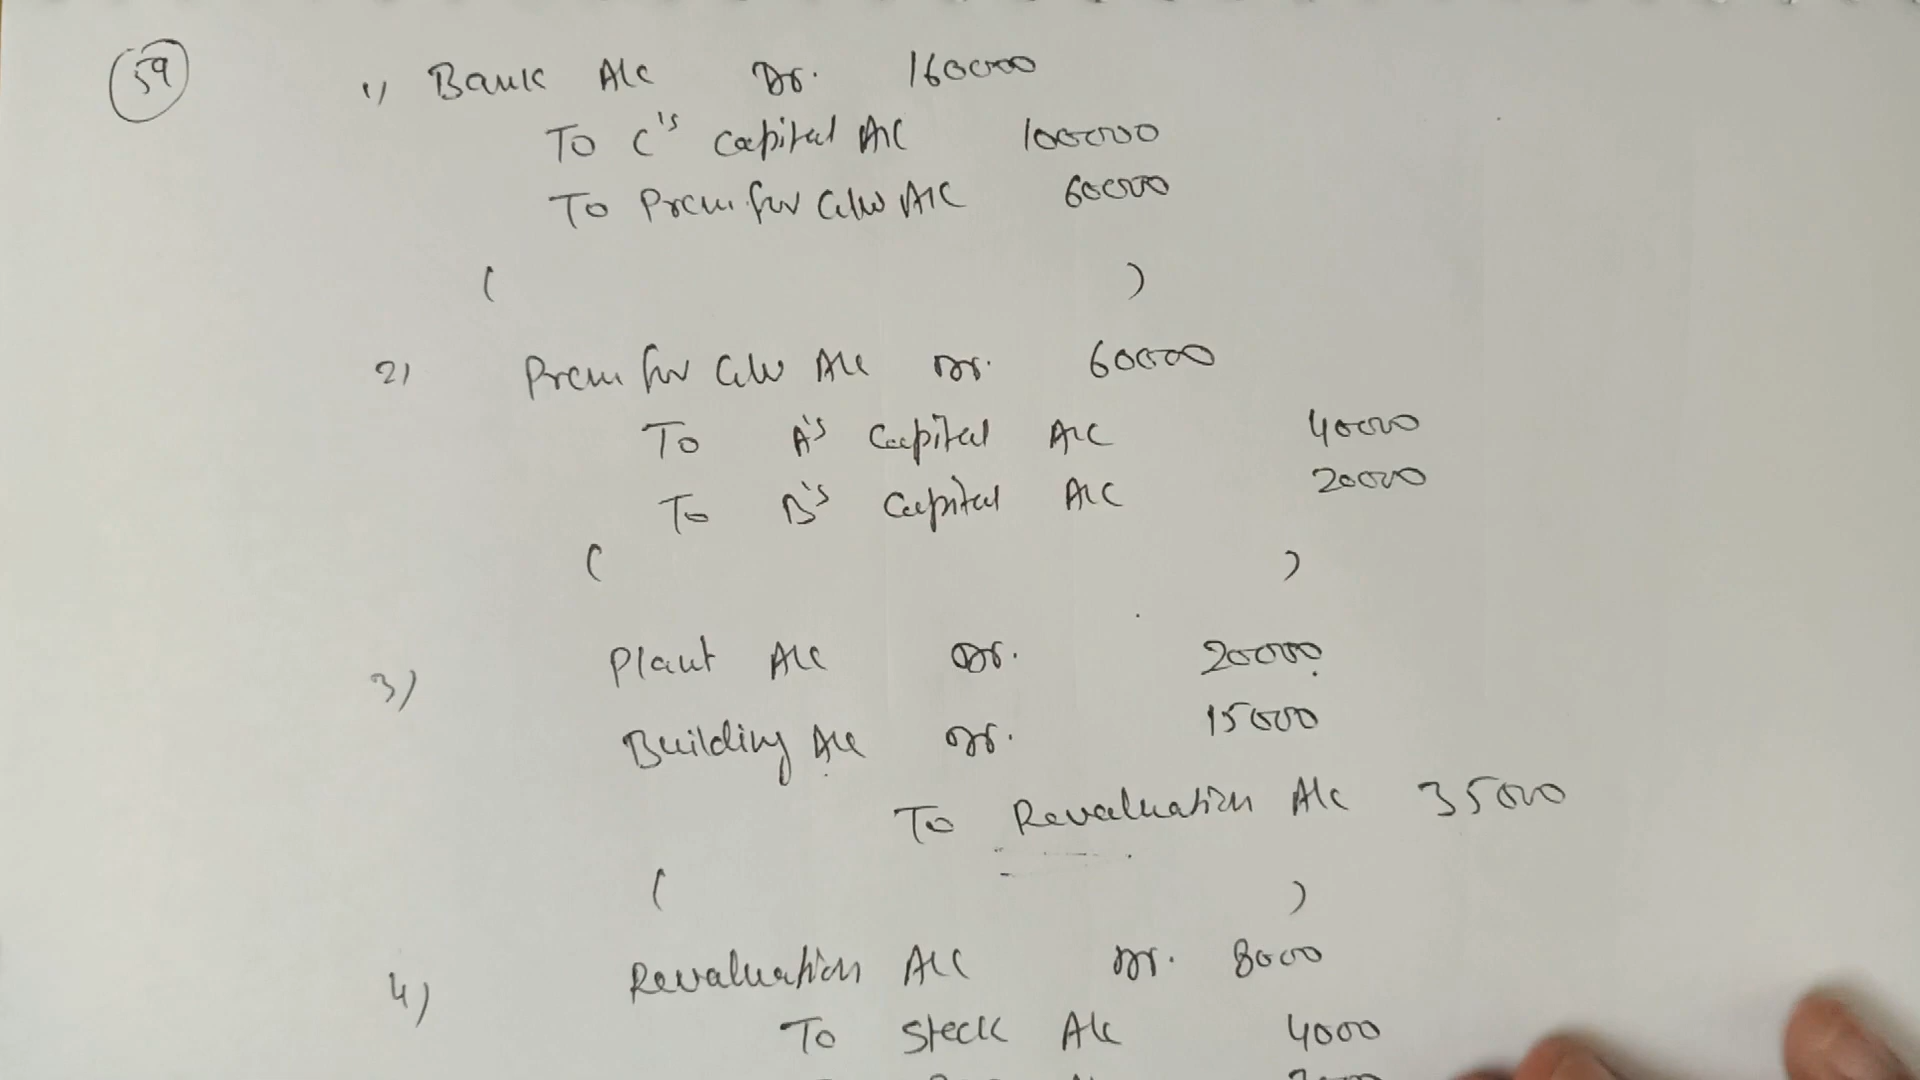 59
1) Bank A/c Dr. 160000
To C's Capital A/c 100000
To Prem. for G/w A/c 60000
( )
2) Prem for G/w A/c Dr. 60000
To A's Capital A/c 40000
To B's Capital A/c 20000
( )
3) Plant A/c Dr. 20000
Building A/c Dr. 15000
To Revaluation A/c 35000
( )
4) Revaluation A/c Dr. 8000
To Stock A/c 4000